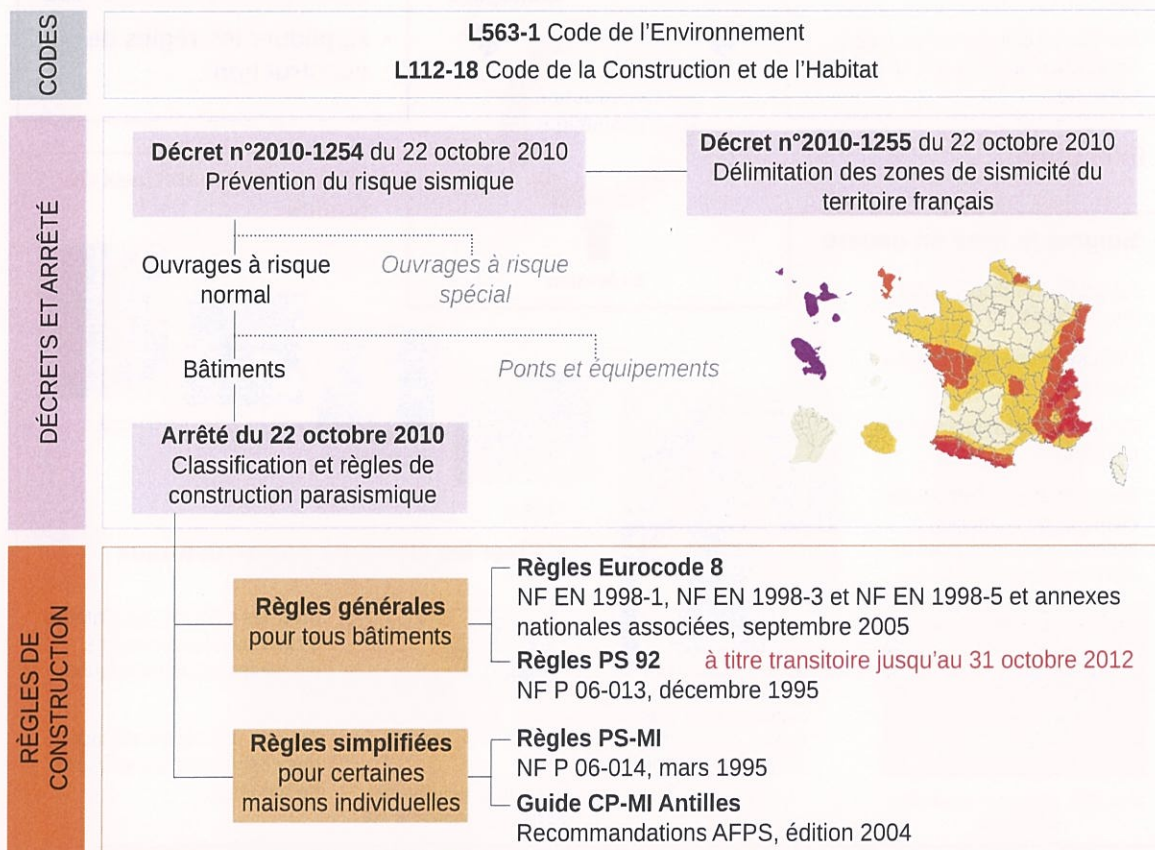 CODES
L563-1 Code de l’Environnement
L112-18 Code de la Construction et de l’Habitat
DÉCRETS ET ARRÊTÉ
Décret n°2010-1254 du 22 octobre 2010
Prévention du risque sismique
Décret n°2010-1255 du 22 octobre 2010
Délimitation des zones de sismicité du
territoire français
Ouvrages à risque
normal
Ouvrages à risque
spécial
Bâtiments
Ponts et équipements
Arrêté du 22 octobre 2010
Classification et règles de
construction parasismique
RÈGLES DE
CONSTRUCTION
Règles générales
pour tous bâtiments
Règles Eurocode 8
NF EN 1998-1, NF EN 1998-3 et NF EN 1998-5 et annexes
nationales associées, septembre 2005
Règles PS 92 à titre transitoire jusqu’au 31 octobre 2012
NF P 06-013, décembre 1995
Règles simplifiées
pour certaines
maisons individuelles
Règles PS-MI
NF P 06-014, mars 1995
Guide CP-MI Antilles
Recommandations AFPS, édition 2004